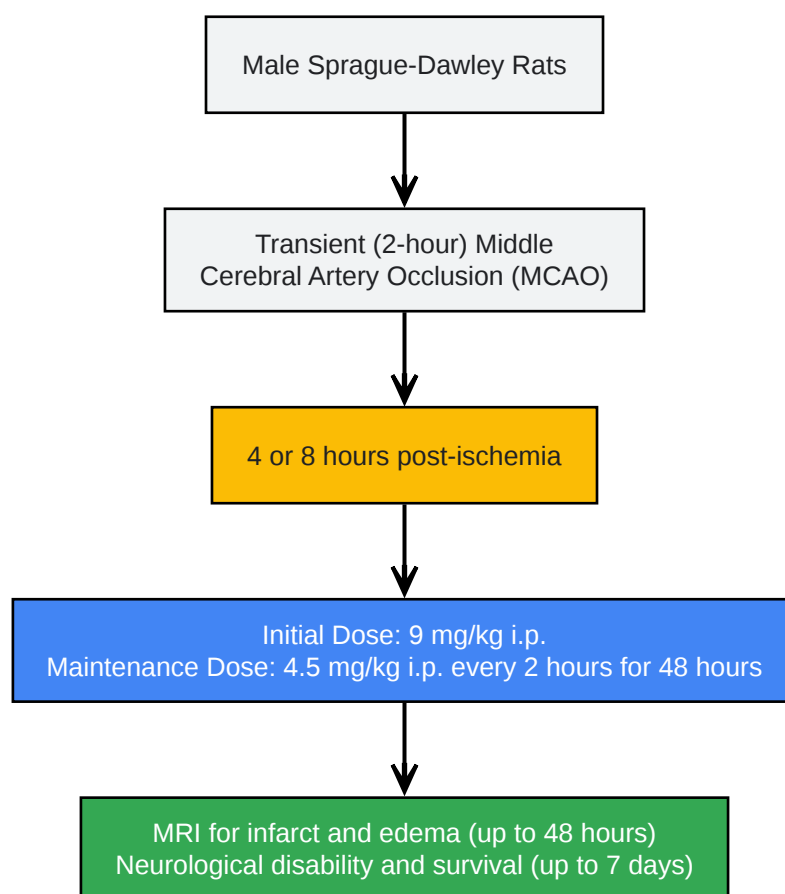 Male Sprague-Dawley Rats
Transient (2-hour) Middle
Cerebral Artery Occlusion (MCAO)
4 or 8 hours post-ischemia
Initial Dose: 9 mg/kg i.p.
Maintenance Dose: 4.5 mg/kg i.p. every 2 hours for 48 hours
MRI for infarct and edema (up to 48 hours)
Neurological disability and survival (up to 7 days)